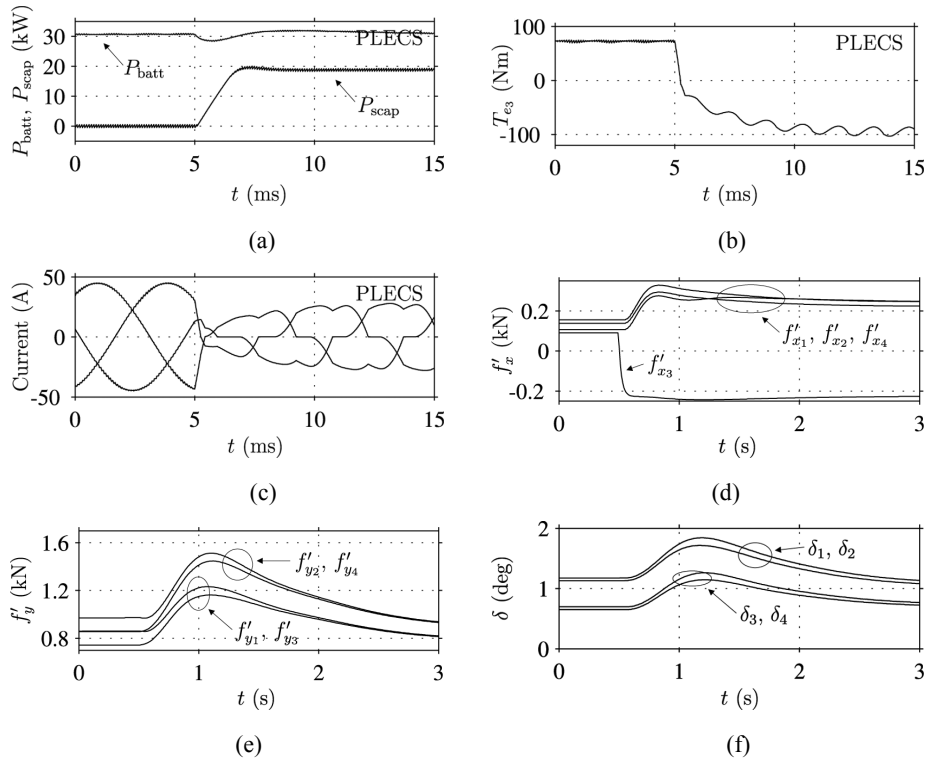 P_batt, P_scap (kW)
30
20
10
0
PLECS
P_batt
P_scap
0 5 10 15
t (ms)
(a)
T_e3 (Nm)
100
0
-100
PLECS
0 5 10 15
t (ms)
(b)
Current (A)
50
0
-50
PLECS
0 5 10 15
t (ms)
(c)
f′_x (kN)
0.2
0
-0.2
f′_x1, f′_x2, f′_x4
f′_x3
0 1 2 3
t (s)
(d)
f′_y (kN)
1.6
1.2
0.8
f′_y2, f′_y4
f′_y1, f′_y3
0 1 2 3
t (s)
(e)
δ (deg)
2
1
0
δ1, δ2
δ3, δ4
0 1 2 3
t (s)
(f)